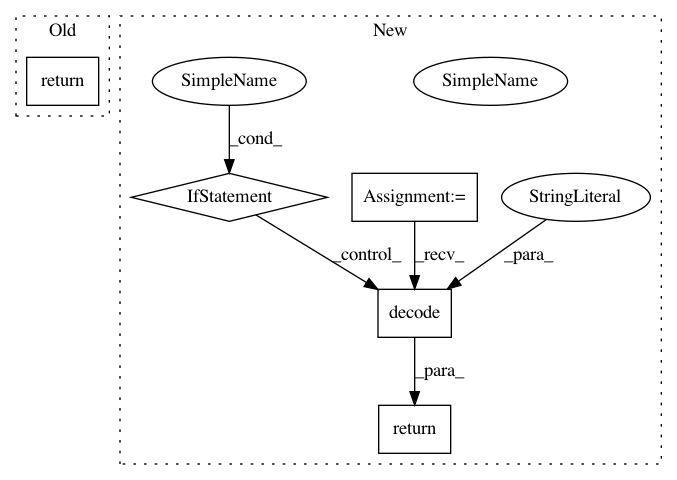 Old
New
return
SimpleName
SimpleName
_cond_
IfStatement
Assignment:=
StringLiteral
_control_
_recv_
_para_
decode
_para_
return